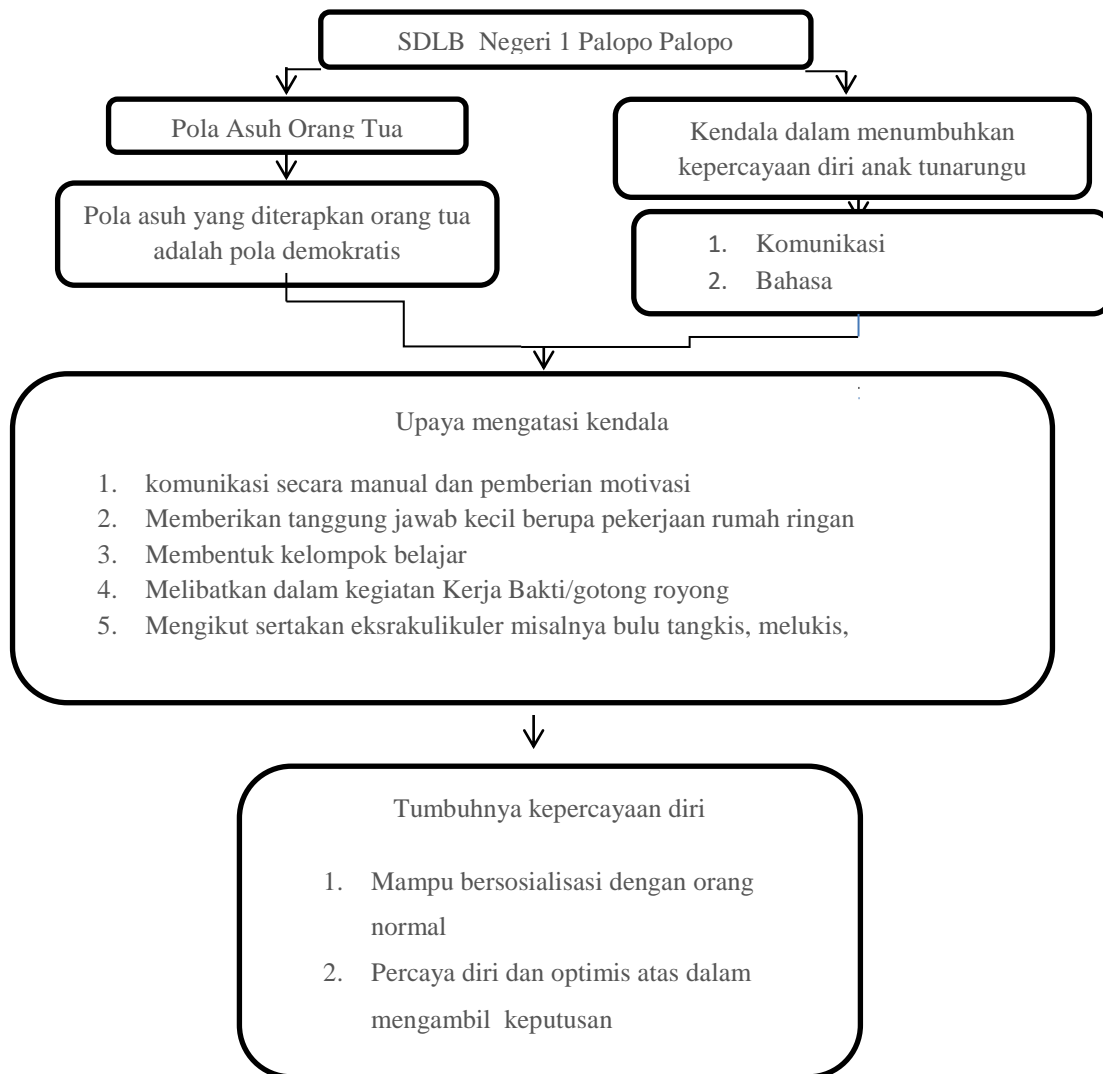 SDLB Negeri 1 Palopo Palopo
Pola Asuh Orang Tua
Kendala dalam menumbuhkan
kepercayaan diri anak tunarungu
Pola asuh yang diterapkan orang tua
adalah pola demokratis
1. Komunikasi
2. Bahasa
Upaya mengatasi kendala
1. komunikasi secara manual dan pemberian motivasi
2. Memberikan tanggung jawab kecil berupa pekerjaan rumah ringan
3. Membentuk kelompok belajar
4. Melibatkan dalam kegiatan Kerja Bakti/gotong royong
5. Mengikut sertakan eksrakulikuler misalnya bulu tangkis, melukis,
Tumbuhnya kepercayaan diri
1. Mampu bersosialisasi dengan orang
normal
2. Percaya diri dan optimis atas dalam
mengambil keputusan